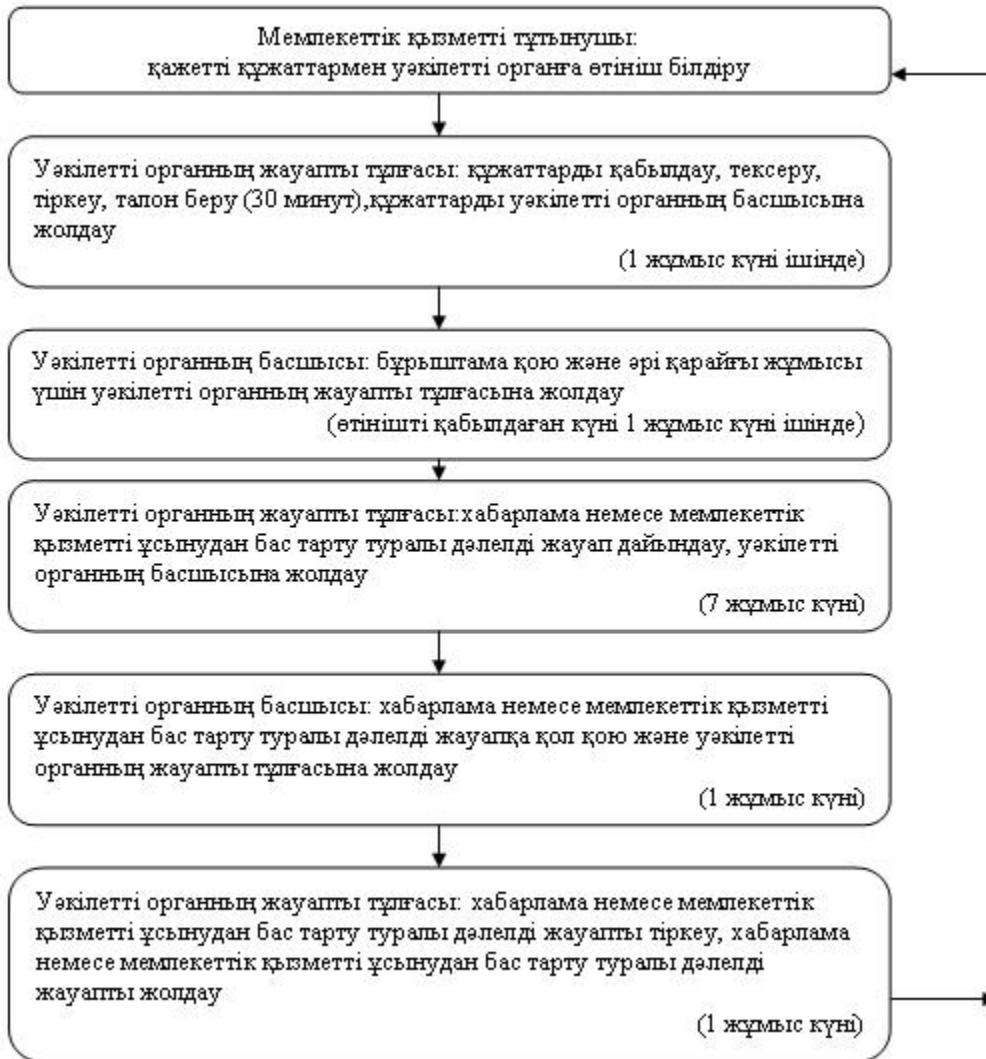 Мемлекеттік қызметті тұтынушы:
қажетті құжаттармен уәкілетті органға өтініш білдіру
Уәкілетті органның жауапты тұлғасы: құжаттарды қабылдау, тексеру,
тіркеу, талон беру (30 минут),құжаттарды уәкілетті органның басшысына
жолдау
(1 жұмыс күні ішінде)
Уәкілетті органның басшысы: бұрыштама қою және әрі қарайғы жұмысы
үшін уәкілетті органның жауапты тұлғасына жолдау
(өтінішті қабылдаған күні 1 жұмыс күні ішінде)
Уәкілетті органның жауапты тұлғасы:хабарлама немесе мемлекеттік
қызметті ұсынудан бас тарту туралы дәлелді жауап дайындау, уәкілетті
органның басшысына жолдау
(7 жұмыс күні)
Уәкілетті органның басшысы: хабарлама немесе мемлекеттік қызметті
ұсынудан бас тарту туралы дәлелді жауапқа қол қою және уәкілетті
органның жауапты тұлғасына жолдау
(1 жұмыс күні)
Уәкілетті органның жауапты тұлғасы: хабарлама немесе мемлекеттік
қызметті ұсынудан бас тарту туралы дәлелді жауапты тіркеу, хабарлама
немесе мемлекеттік қызметті ұсынудан бас тарту туралы дәлелді
жауапты жолдау
(1 жұмыс күні)